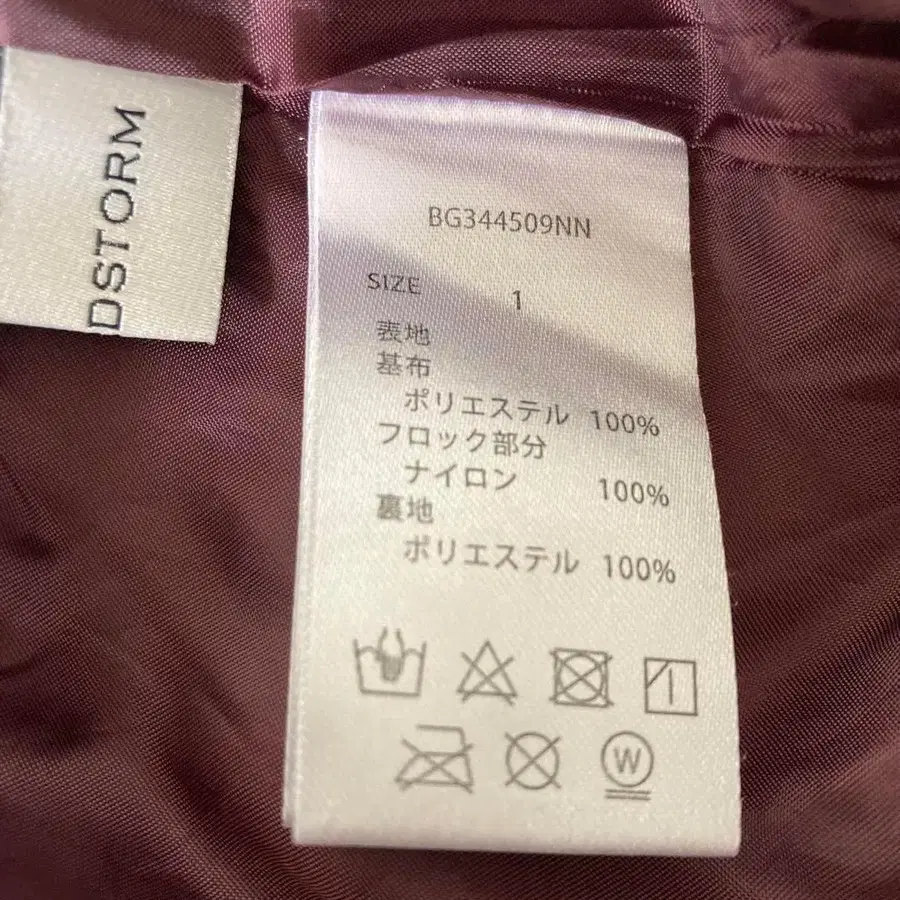 DSTORM
BG344509NN
SIZE 1
表地
基布
ポリエステル 100%
フロック部分
ナイロン 100%
裏地
ポリエステル 100%
W